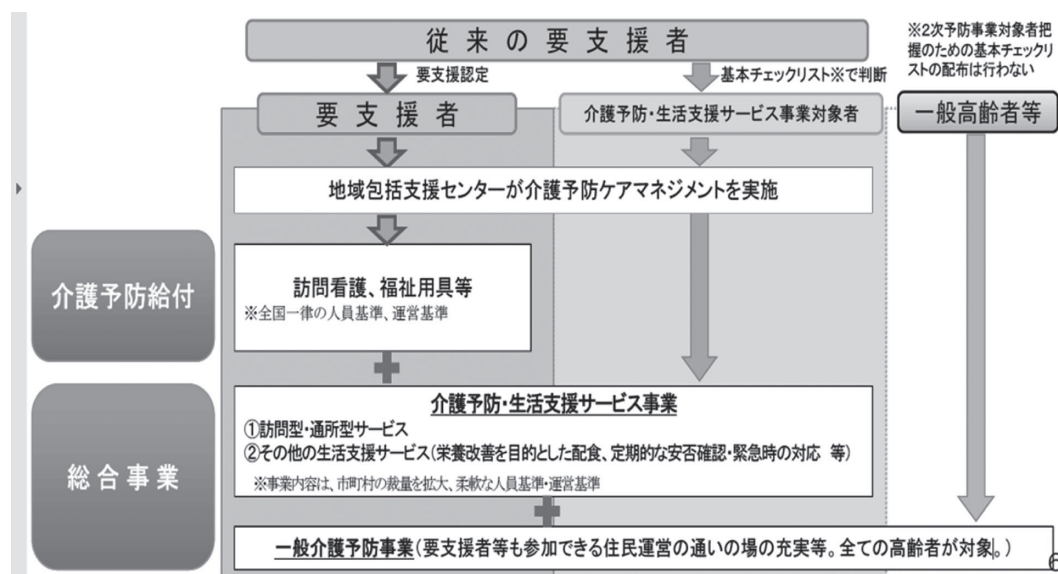 従来の要支援者
※2次予防事業対象者把
握のための基本チェックリ
ストの配布は行わない
要支援認定
基本チェックリスト※で判断
要支援者
介護予防・生活支援サービス事業対象者
一般高齢者等
地域包括支援センターが介護予防ケアマネジメントを実施
介護予防給付
訪問看護、福祉用具等
※全国一律の人員基準、運営基準
総合事業
介護予防・生活支援サービス事業
①訪問型・通所型サービス
②その他の生活支援サービス(栄養改善を目的とした配食、定期的な安否確認・緊急時の対応 等)
※事業内容は、市町村の裁量を拡大、柔軟な人員基準・運営基準
一般介護予防事業(要支援者等も参加できる住民運営の通いの場の充実等。全ての高齢者が対象。)